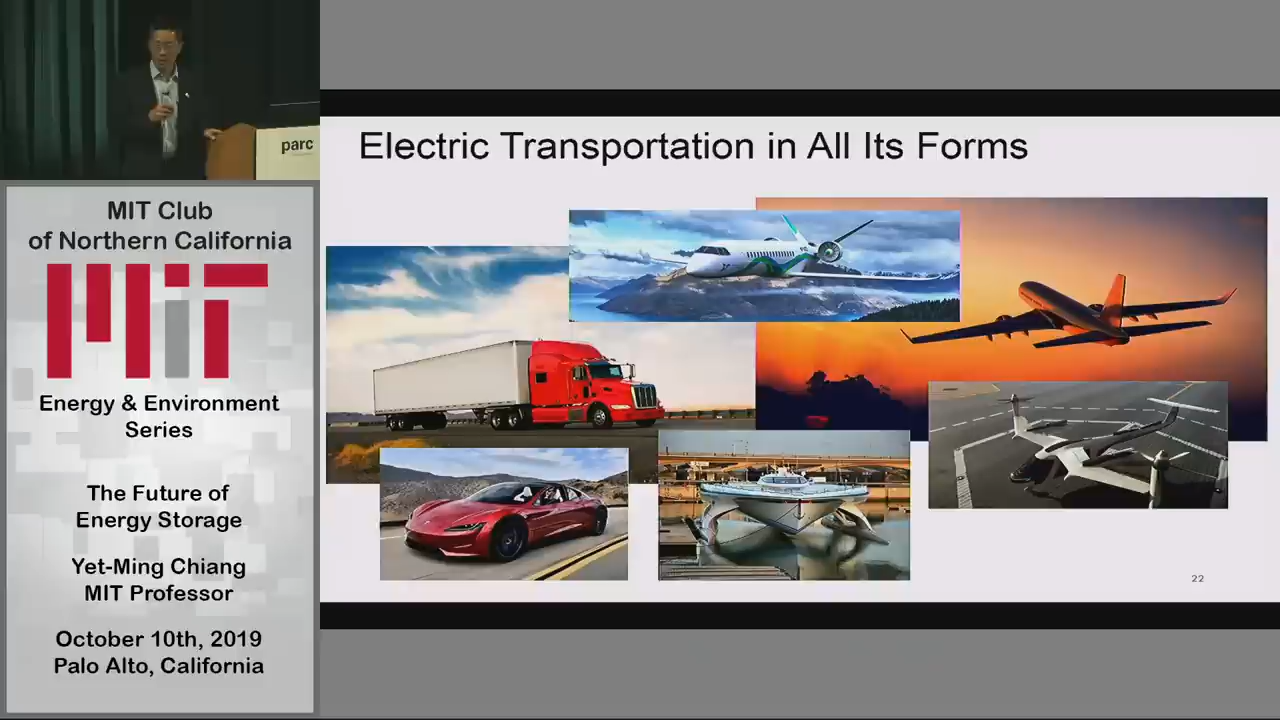 parc
MIT Club
of Northern California
MIT
Energy & Environment
Series
The Future of
Energy Storage
Yet-Ming Chiang
MIT Professor
October 10th, 2019
Palo Alto, California
Electric Transportation in All Its Forms
22